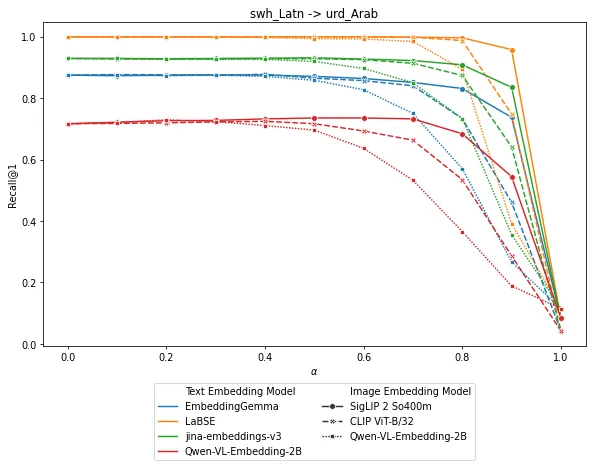 swh_Latn -> urd_Arab
1.0
0.8
0.6
0.4
0.2
0.0
Recall@1
0.0 0.2 0.4 0.6 0.8 1.0
α
Text Embedding Model Image Embedding Model
EmbeddingGemma SigLIP 2 So400m
LaBSE CLIP ViT-B/32
jina-embeddings-v3 Qwen-VL-Embedding-2B
Qwen-VL-Embedding-2B